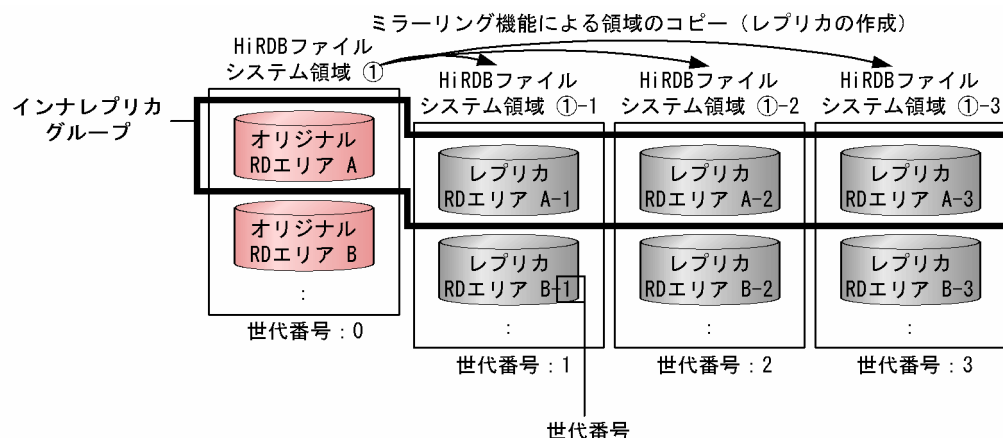 ミラーリング機能による領域のコピー（レプリカの作成）
HiRDBファイル
システム領域 ①
HiRDBファイル
システム領域 ①-1
HiRDBファイル
システム領域 ①-2
HiRDBファイル
システム領域 ①-3
インナレプリカ
グループ
オリジナル
RDエリア A
レプリカ
RDエリア A-1
レプリカ
RDエリア A-2
レプリカ
RDエリア A-3
オリジナル
RDエリア B
レプリカ
RDエリア B-1
レプリカ
RDエリア B-2
レプリカ
RDエリア B-3
：
：
：
：
世代番号：0
世代番号：1
世代番号：2
世代番号：3
世代番号